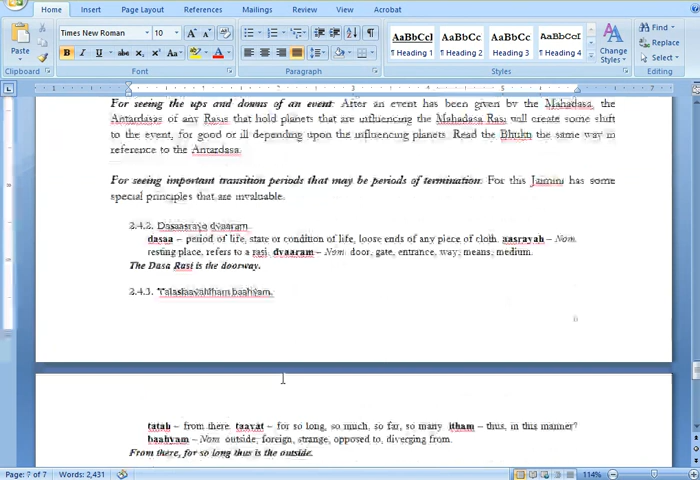 Home Insert Page Layout References Mailings Review View Acrobat
Paste
Times New Roman 10
AaBbCcI AaBbCc AaBbCc AaBbCcI
Heading 1 Heading 2 Heading 3 Heading 4
Change Styles
Find
Replace
Select
Clipboard Font Paragraph Styles Editing
For seeing the ups and downs of an event: After an event has been given by the Mahadasa, the
Antardasas of any Rasis that hold planets that are influencing the Mahadasa Rasi will create some shift
to the event, for good or ill depending upon the influencing planets. Read the Bhukti the same way in
reference to the Antardasa.
For seeing important transition periods that may be periods of termination: For this Jaimini has some
special principles that are invaluable.
2.4.2. Dasaasrayo dvaaram.
dasaa – period of life, state or condition of life, loose ends of any piece of cloth. aasrayah – Nom.
resting place, refers to a rasi. dvaaram – Nom. door, gate, entrance, way, means, medium.
The Dasa Rasi is the doorway.
2.4.3.
baahyam.
6
tatah – from there. taavat – for so long, so much, so far, so many itham – thus, in this manner?
baahyam – Nom outside, foreign, strange, opposed to, diverging from.
From there, for so long thus is the outside.
Page: 7 of 7 Words: 2,431 114%